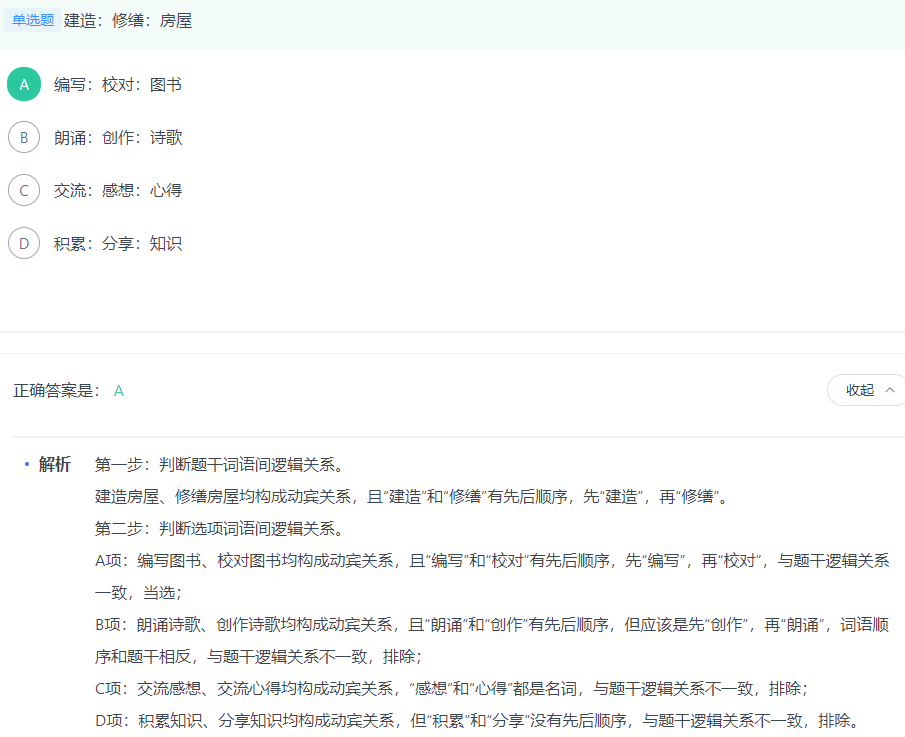 单选题 建造：修缮：房屋
A 编写：校对：图书
B 朗诵：创作：诗歌
C 交流：感想：心得
D 积累：分享：知识
正确答案是： A
收起
• 解析 第一步：判断题干词语间逻辑关系。
建造房屋、修缮房屋均构成动宾关系，且“建造”和“修缮”有先后顺序，先“建造”，再“修缮”。
第二步：判断选项词语间逻辑关系。
A项：编写图书、校对图书均构成动宾关系，且“编写”和“校对”有先后顺序，先“编写”，再“校对”，与题干逻辑关系
一致，当选；
B项：朗诵诗歌、创作诗歌均构成动宾关系，且“朗诵”和“创作”有先后顺序，但应该是先“创作”，再“朗诵”，词语顺
序和题干相反，与题干逻辑关系不一致，排除；
C项：交流感想、交流心得均构成动宾关系，“感想”和“心得”都是名词，与题干逻辑关系不一致，排除；
D项：积累知识、分享知识均构成动宾关系，但“积累”和“分享”没有先后顺序，与题干逻辑关系不一致，排除。